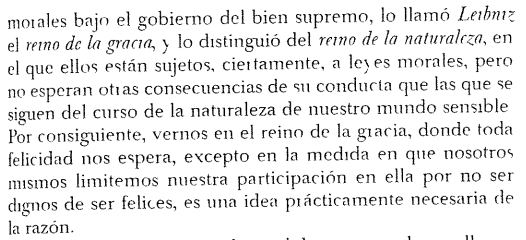 morales bajo el gobierno del bien supremo, lo llamó Leibniz
el reino de la gracia, y lo distinguió del reino de la naturaleza, en
el que ellos están sujetos, ciertamente, a leyes morales, pero
no esperan otras consecuencias de su conducta que las que se
siguen del curso de la naturaleza de nuestro mundo sensible
Por consiguiente, vernos en el reino de la gracia, donde toda
felicidad nos espera, excepto en la medida en que nosotros
mismos limitemos nuestra participación en ella por no ser
dignos de ser felices, es una idea prácticamente necesaria de
la razón.